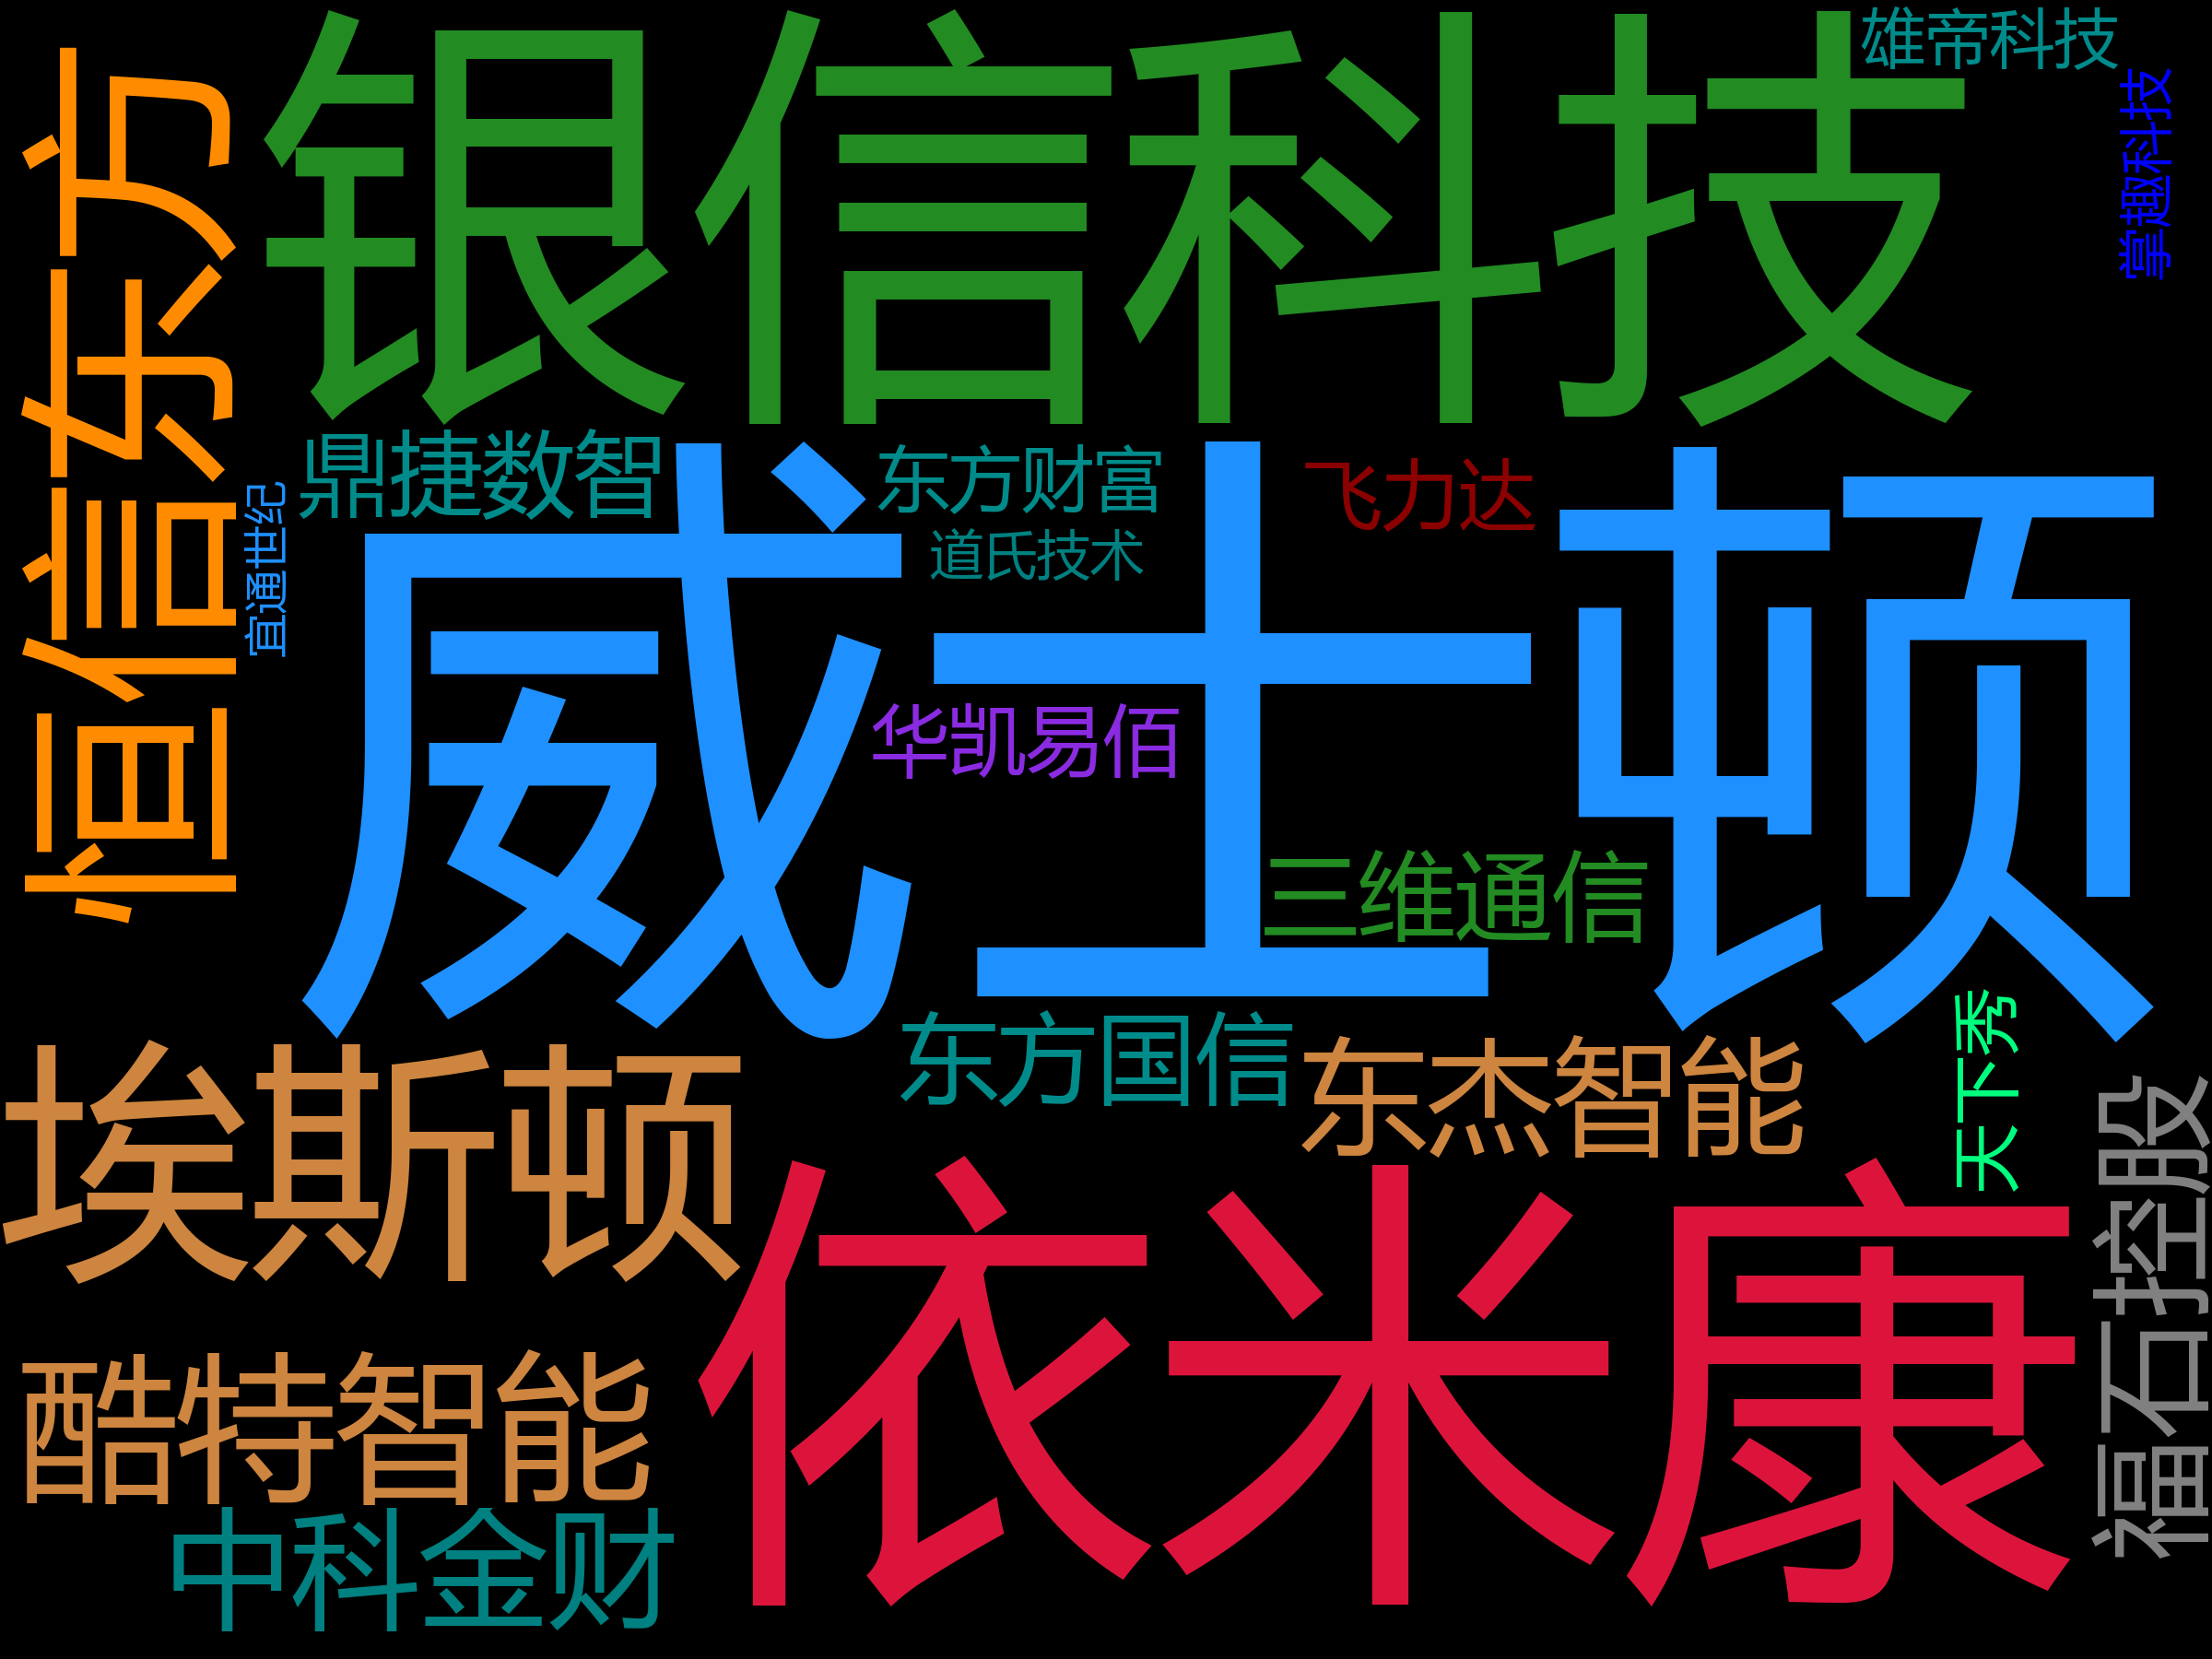 银信科技
维帝科技
掌趣科技
恒信东方
鼎捷数智
东方财富
飞力达
道氏技术
宜通世纪
威士顿
华凯易佰
三维通信
天下秀
东方国信
东杰智能
埃斯顿
福石控股
依米康
酷特智能
中科金财